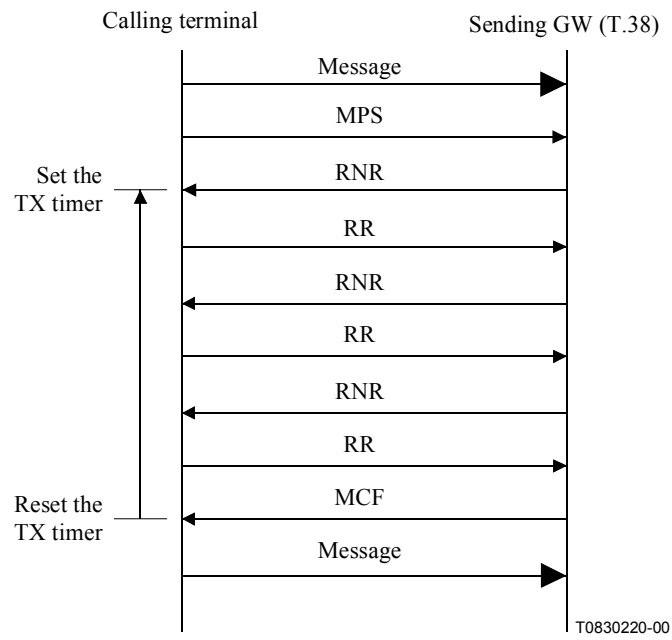 Calling terminal
Sending GW (T.38)
Message
MPS
Set the
TX timer
RNR
RR
RNR
RR
RNR
RR
Reset the
TX timer
MCF
Message
T0830220-00